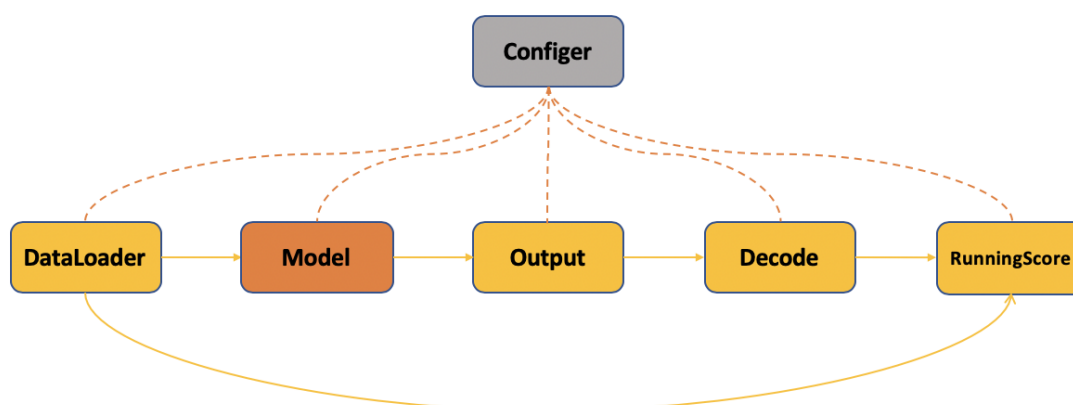 Configer
DataLoader
Model
Output
Decode
RunningScore